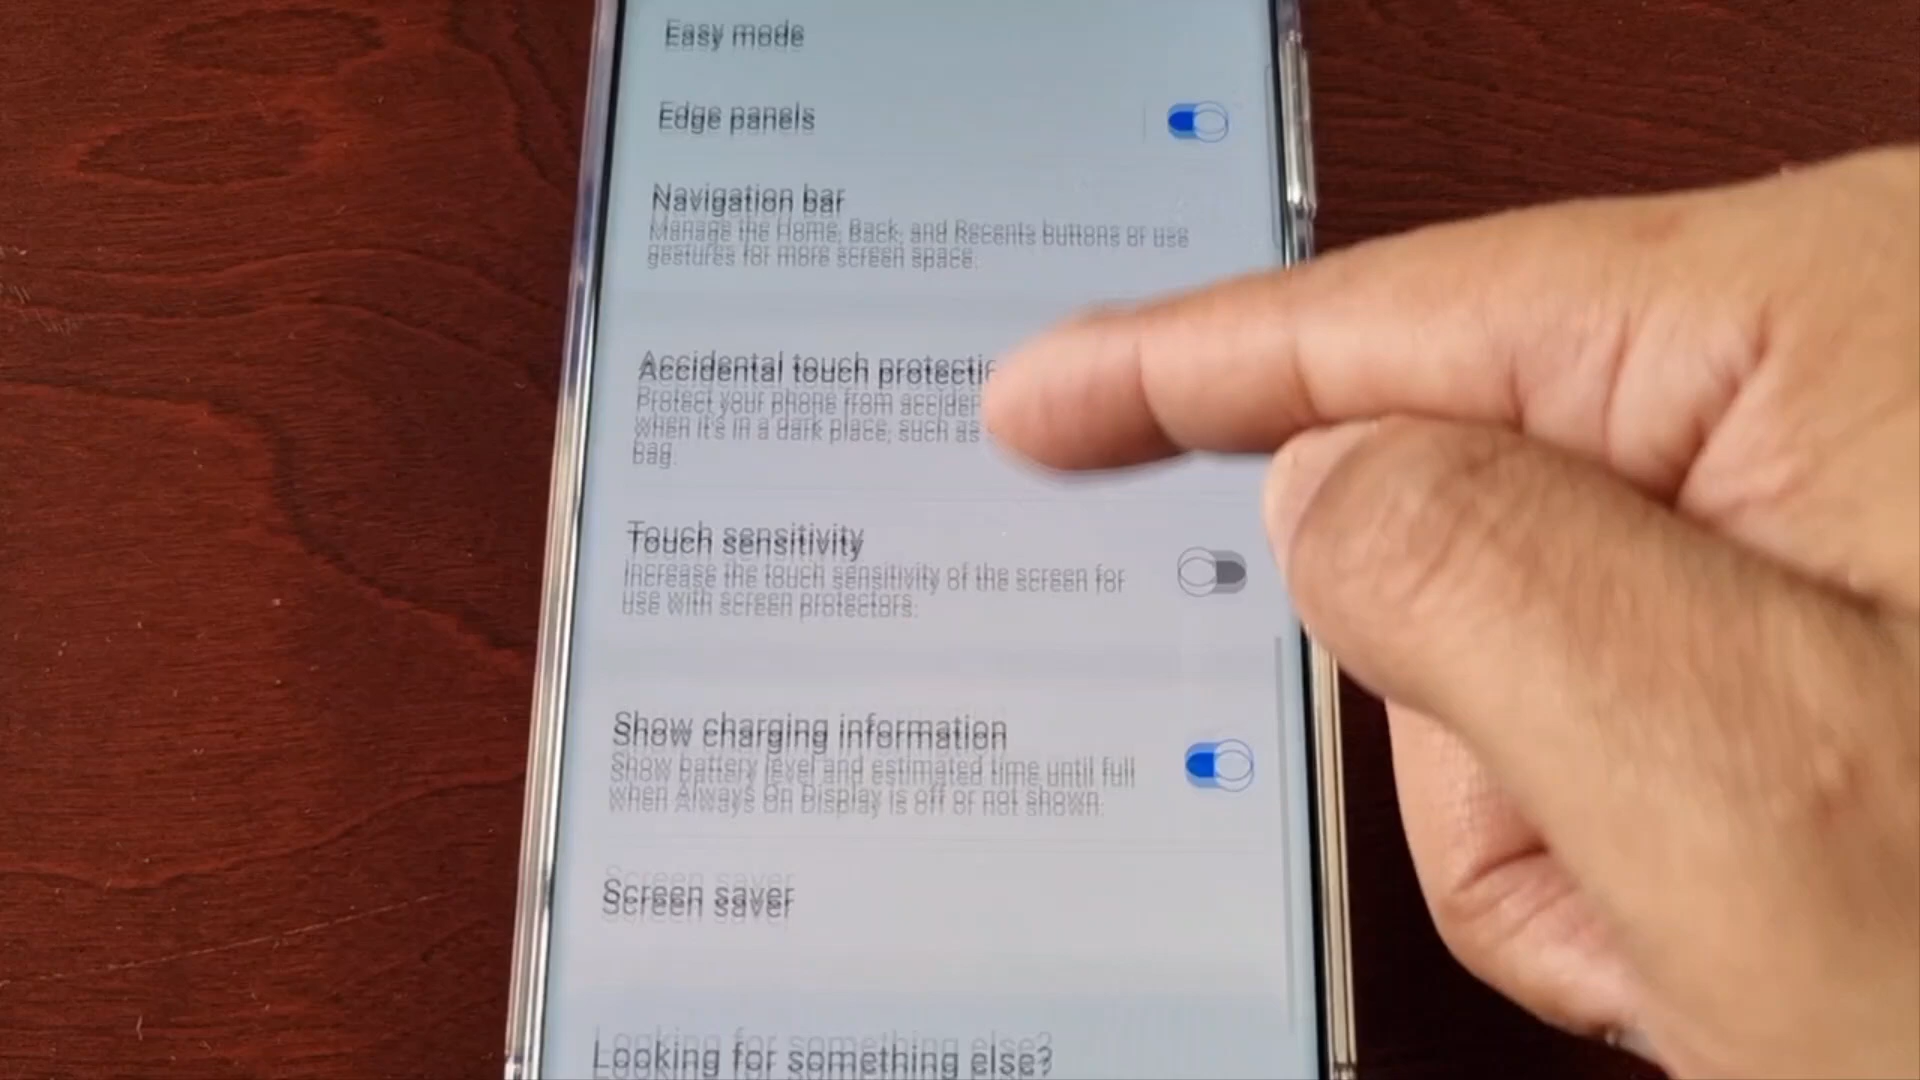 Easy mode
Edge panels
Navigation bar
Manage the Home, Back, and Recents buttons or use
gestures for more screen space.
Accidental touch protecti
Protect your phone from acciden
when it's in a dark place, such as
bag.
Touch sensitivity
Increase the touch sensitivity of the screen for
use with screen protectors.
Show charging information
Show battery level and estimated time until full
when Always On Display is off or not shown.
Screen saver
Looking for something else?